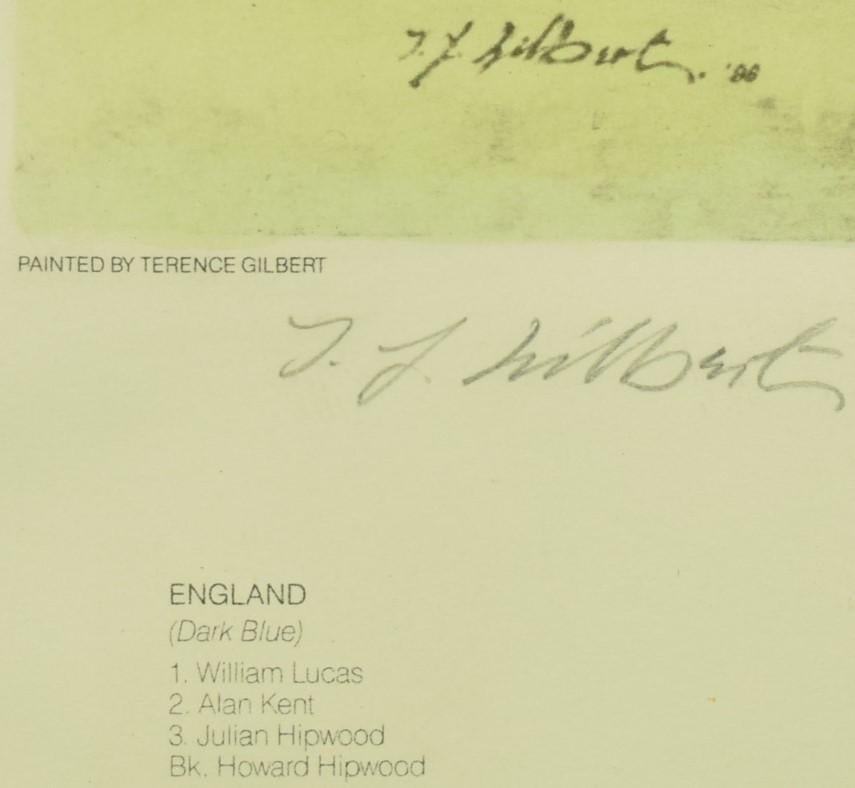 T. J. Gilbert. '86
PAINTED BY TERENCE GILBERT
T. J. Gilbert
ENGLAND
(Dark Blue)
1. William Lucas
2. Alan Kent
3. Julian Hipwood
Bk. Howard Hipwood